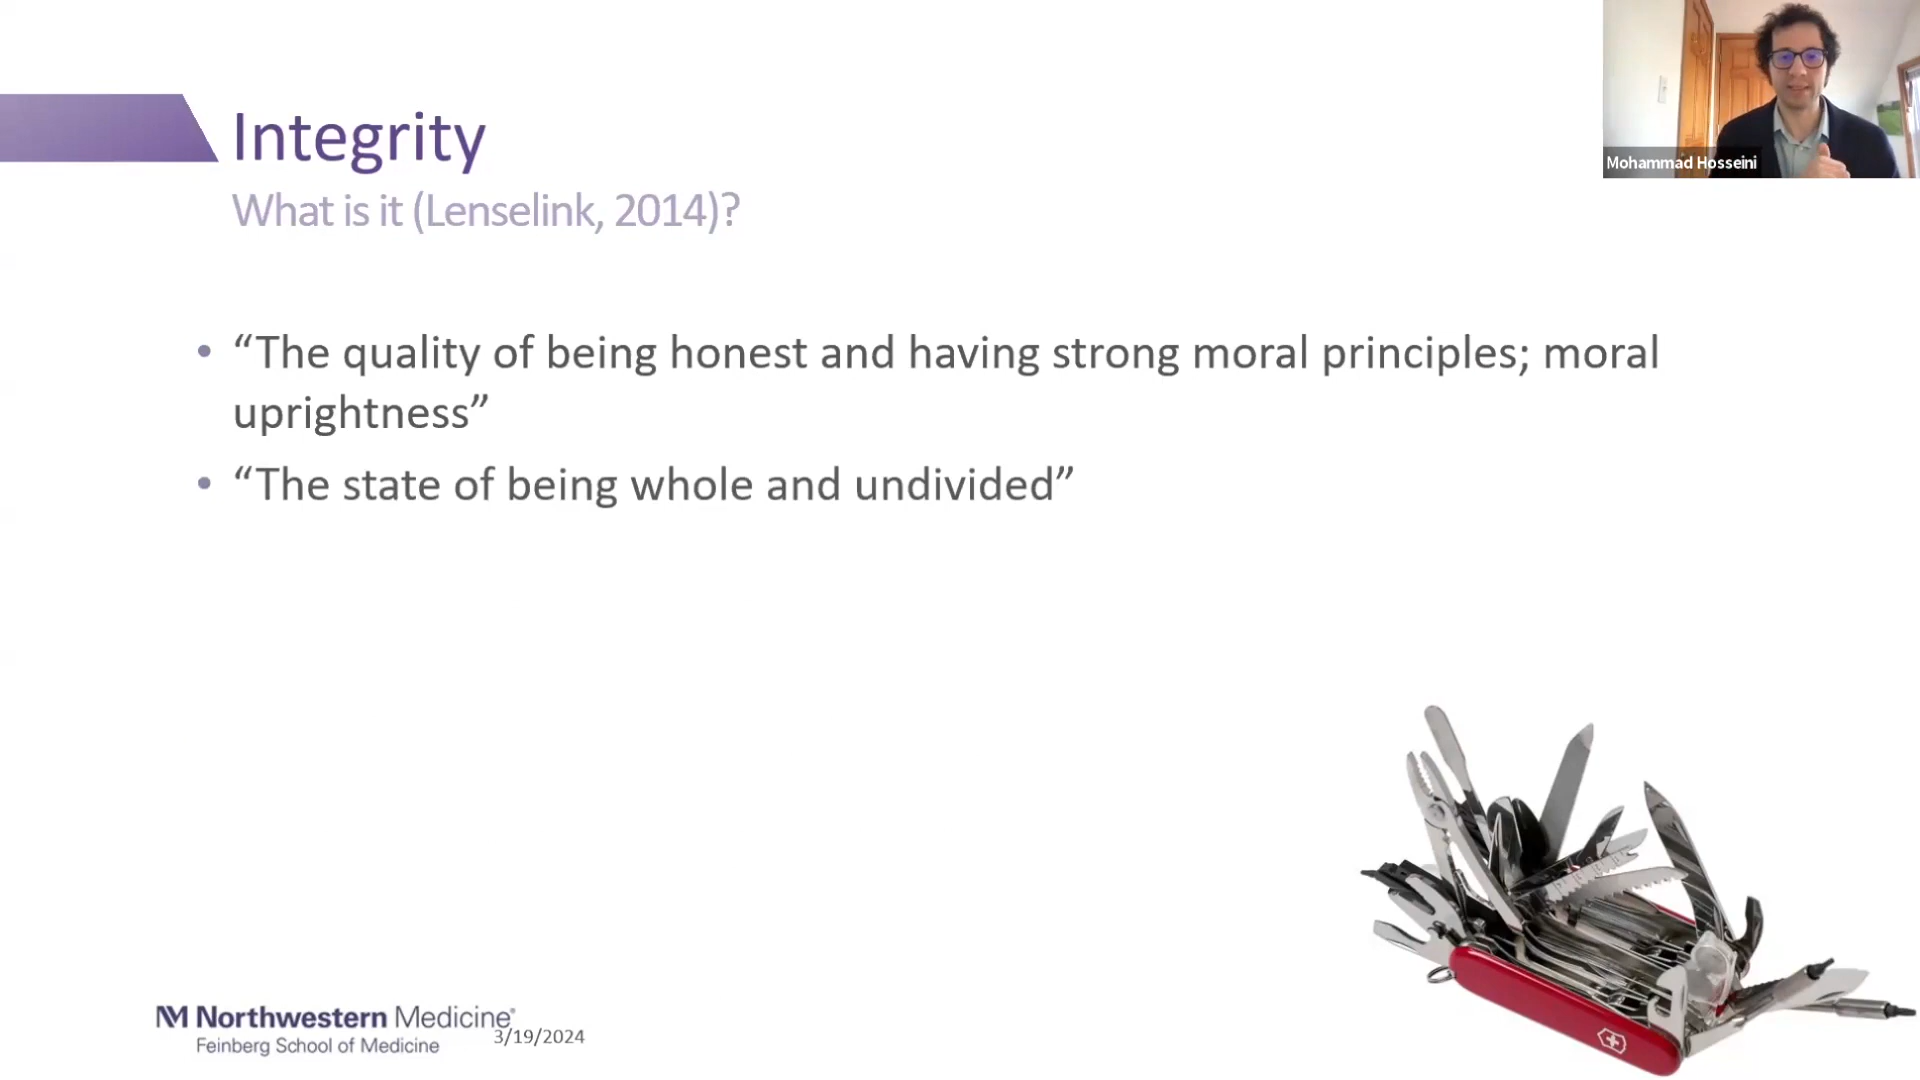 Integrity
What is it (Lenselink, 2014)?
Mohammad Hosseini
• “The quality of being honest and having strong moral principles; moral
uprightness”
• “The state of being whole and undivided”
Northwestern Medicine®
Feinberg School of Medicine
3/19/2024